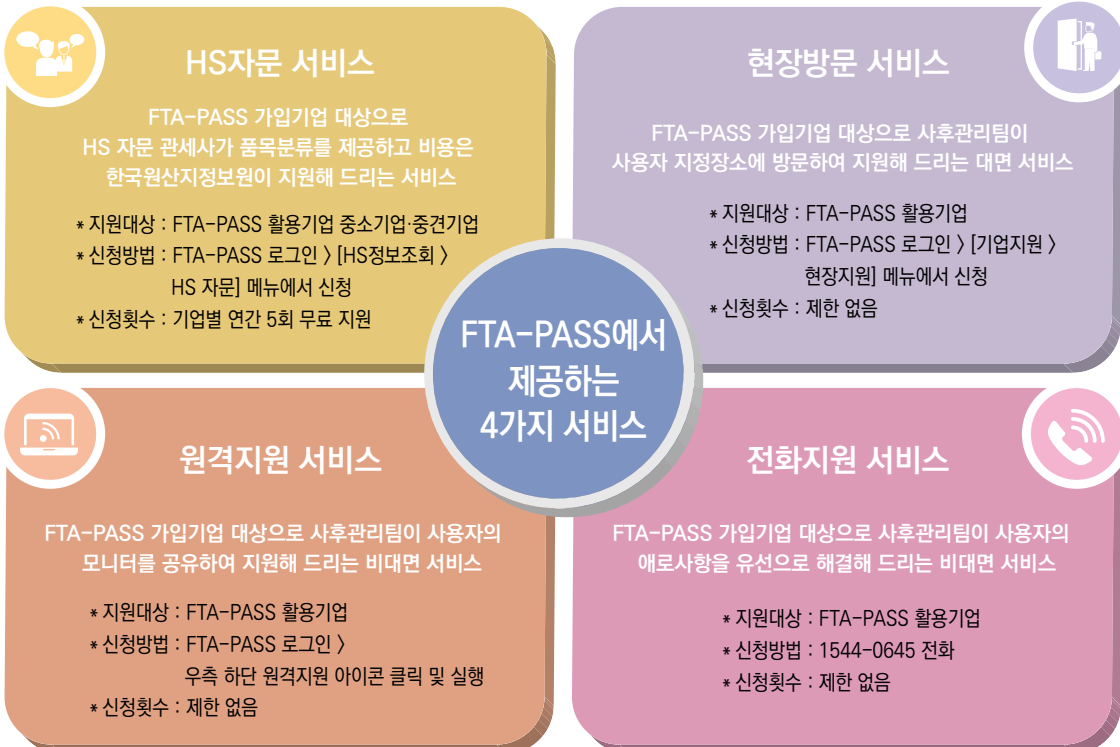 HS자문 서비스
FTA-PASS 가입기업 대상으로
HS 자문 관세사가 품목분류를 제공하고 비용은
한국원산지정보원이 지원해 드리는 서비스
* 지원대상 : FTA-PASS 활용기업 중소기업·중견기업
* 신청방법 : FTA-PASS 로그인 〉 [HS정보조회 〉
HS 자문] 메뉴에서 신청
* 신청횟수 : 기업별 연간 5회 무료 지원
현장방문 서비스
FTA-PASS 가입기업 대상으로 사후관리팀이
사용자 지정장소에 방문하여 지원해 드리는 대면 서비스
* 지원대상 : FTA-PASS 활용기업
* 신청방법 : FTA-PASS 로그인 〉 [기업지원 〉
현장지원] 메뉴에서 신청
* 신청횟수 : 제한 없음
FTA-PASS에서
제공하는
4가지 서비스
원격지원 서비스
FTA-PASS 가입기업 대상으로 사후관리팀이 사용자의
모니터를 공유하여 지원해 드리는 비대면 서비스
* 지원대상 : FTA-PASS 활용기업
* 신청방법 : FTA-PASS 로그인 〉
우측 하단 원격지원 아이콘 클릭 및 실행
* 신청횟수 : 제한 없음
전화지원 서비스
FTA-PASS 가입기업 대상으로 사후관리팀이 사용자의
애로사항을 유선으로 해결해 드리는 비대면 서비스
* 지원대상 : FTA-PASS 활용기업
* 신청방법 : 1544-0645 전화
* 신청횟수 : 제한 없음